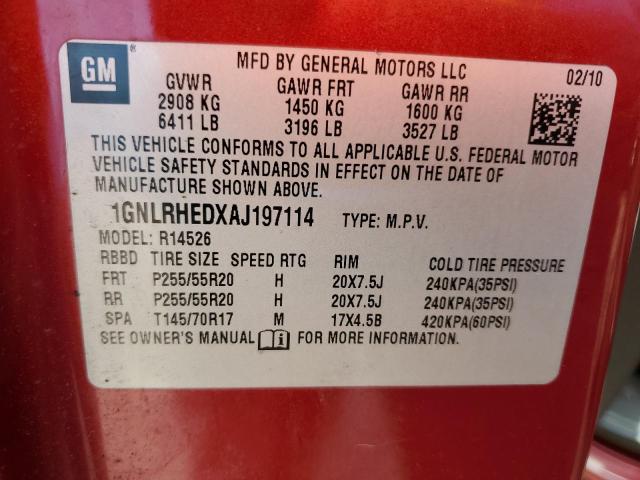 GM
MFD BY GENERAL MOTORS LLC 02/10
GVWR GAWR FRT GAWR RR
2908 KG 1450 KG 1600 KG
6411 LB 3196 LB 3527 LB
THIS VEHICLE CONFORMS TO ALL APPLICABLE U.S. FEDERAL MOTOR
VEHICLE SAFETY STANDARDS IN EFFECT ON THE DATE OF
MANUFACTURE SHOWN ABOVE.
1GNLRHEDXAJ197114 TYPE: M.P.V.
MODEL: R14526
RBBD TIRE SIZE SPEED RTG RIM COLD TIRE PRESSURE
FRT P255/55R20 H 20X7.5J 240KPA(35PSI)
RR P255/55R20 H 20X7.5J 240KPA(35PSI)
SPA T145/70R17 M 17X4.5B 420KPA(60PSI)
SEE OWNER'S MANUAL i FOR MORE INFORMATION.